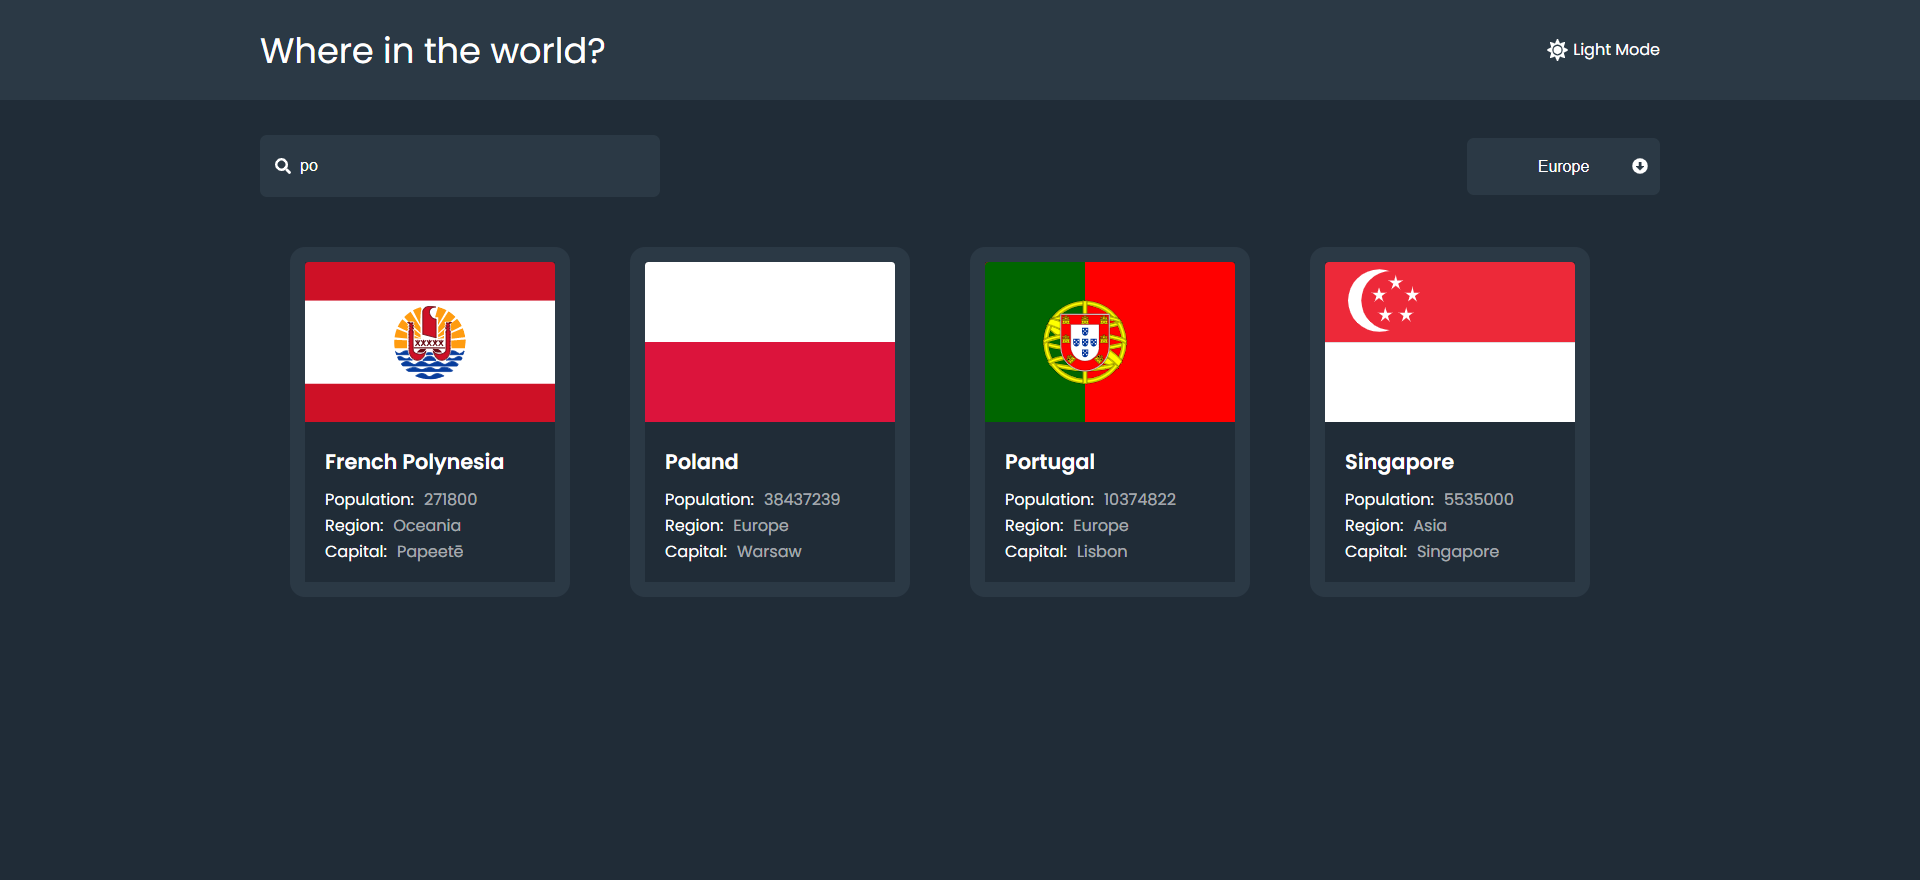 Where in the world?
Light Mode
po
Europe
French Polynesia
Population: 271800
Region: Oceania
Capital: Papeetē
Poland
Population: 38437239
Region: Europe
Capital: Warsaw
Portugal
Population: 10374822
Region: Europe
Capital: Lisbon
Singapore
Population: 5535000
Region: Asia
Capital: Singapore